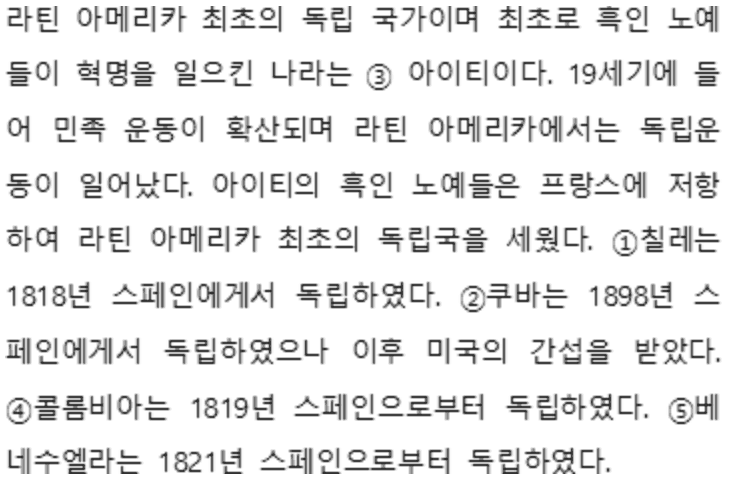 라틴 아메리카 최초의 독립 국가이며 최초로 흑인 노예
들이 혁명을 일으킨 나라는 ③ 아이티이다. 19세기에 들
어 민족 운동이 확산되며 라틴 아메리카에서는 독립운
동이 일어났다. 아이티의 흑인 노예들은 프랑스에 저항
하여 라틴 아메리카 최초의 독립국을 세웠다. ①칠레는
1818년 스페인에게서 독립하였다. ②쿠바는 1898년 스
페인에게서 독립하였으나 이후 미국의 간섭을 받았다.
④콜롬비아는 1819년 스페인으로부터 독립하였다. ⑤베
네수엘라는 1821년 스페인으로부터 독립하였다.